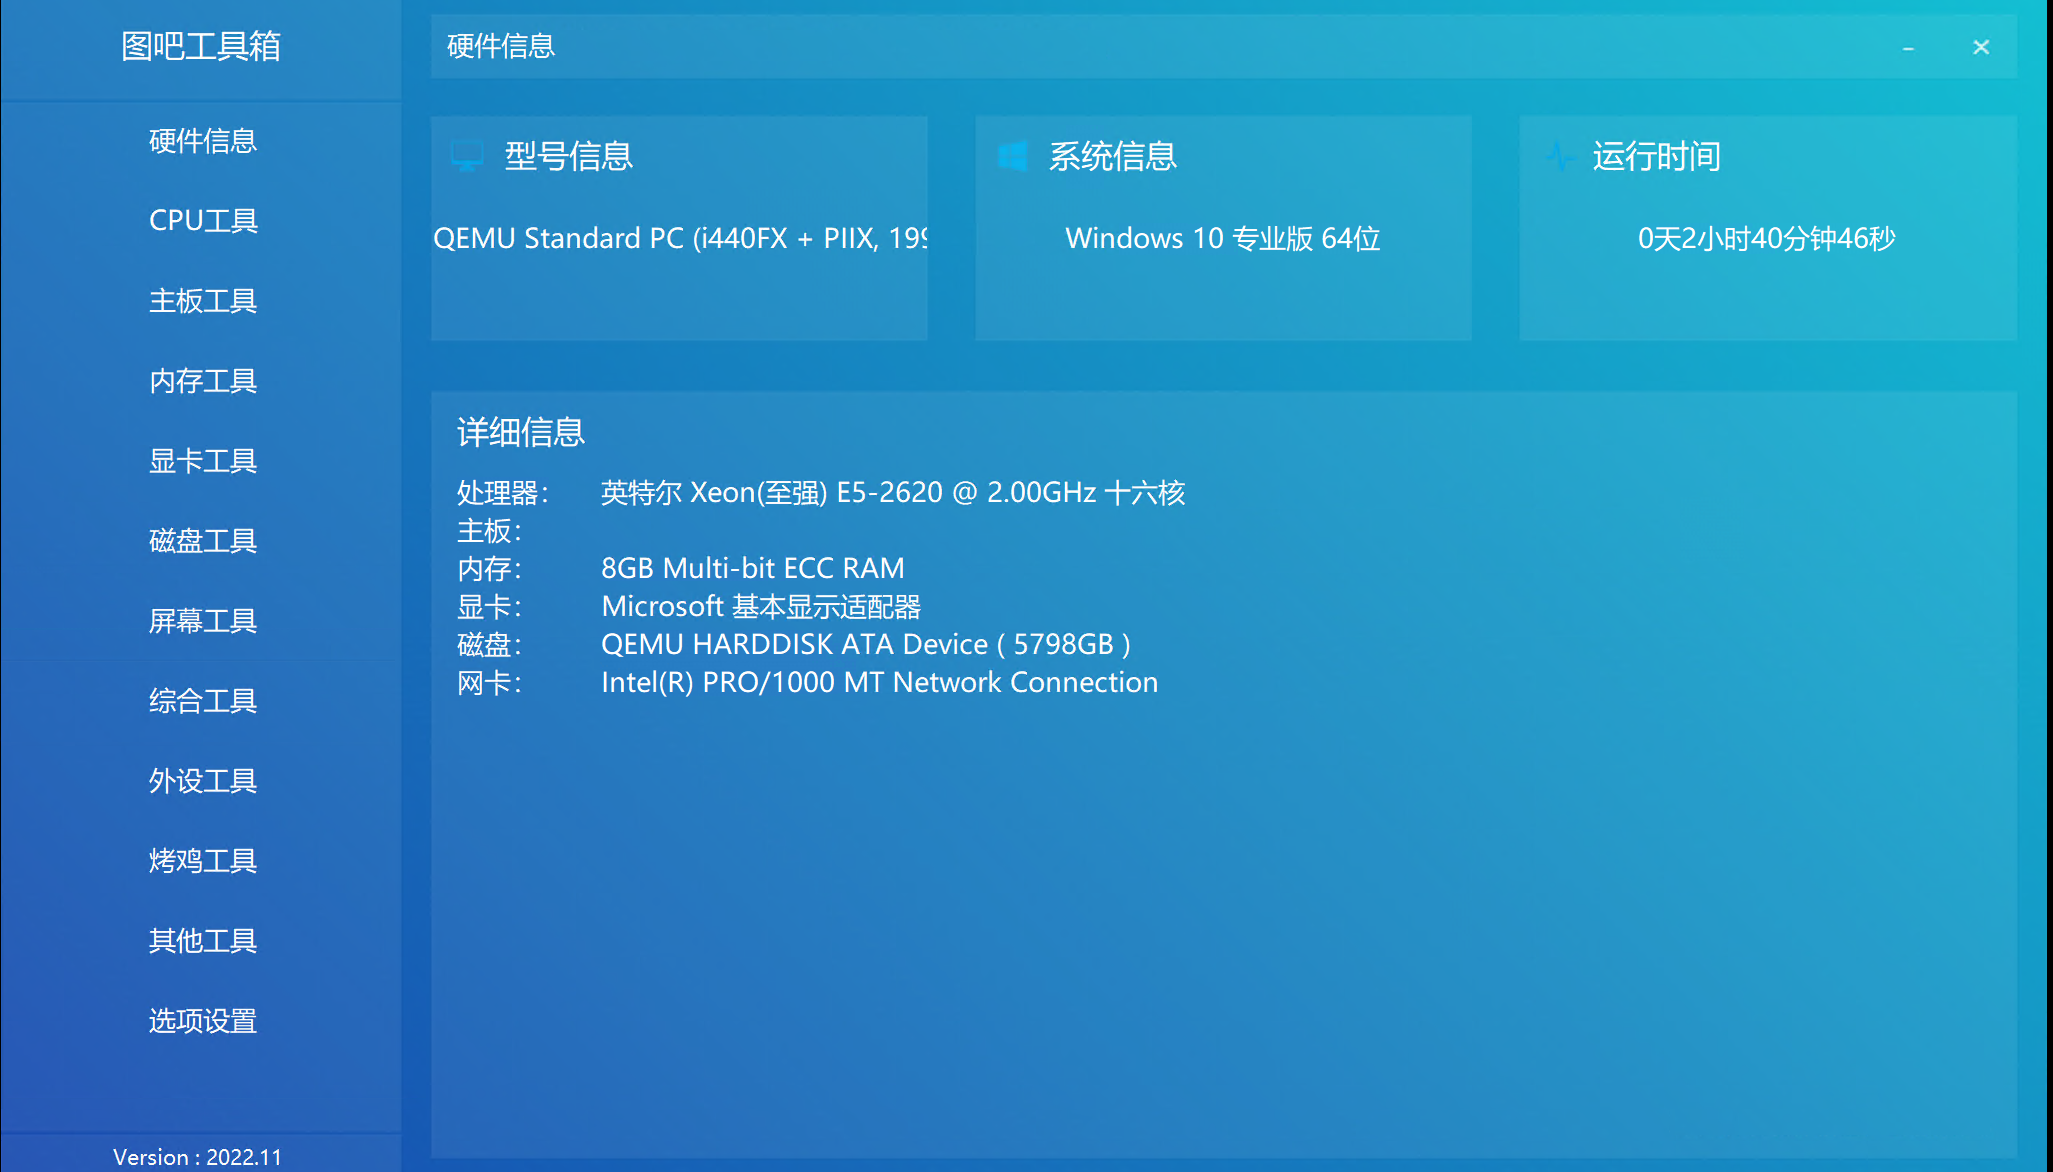 图吧工具箱
硬件信息
CPU工具
主板工具
内存工具
显卡工具
磁盘工具
屏幕工具
综合工具
外设工具
烤鸡工具
其他工具
选项设置
Version : 2022.11
硬件信息
型号信息
QEMU Standard PC (i440FX + PIIX, 199
系统信息
Windows 10 专业版 64位
运行时间
0天2小时40分钟46秒
详细信息
处理器： 英特尔 Xeon(至强) E5-2620 @ 2.00GHz 十六核
主板：
内存： 8GB Multi-bit ECC RAM
显卡： Microsoft 基本显示适配器
磁盘： QEMU HARDDISK ATA Device ( 5798GB )
网卡： Intel(R) PRO/1000 MT Network Connection